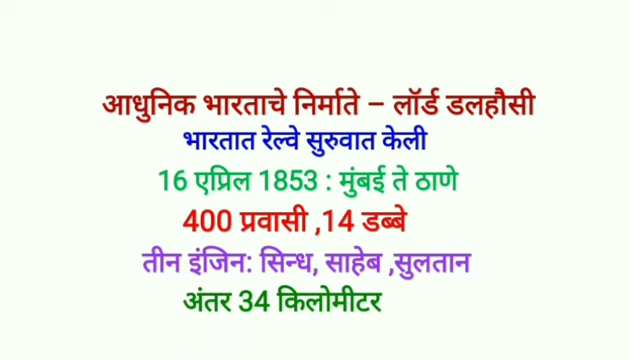 आधुनिक भारताचे निर्माते – लॉर्ड डलहौसी
भारतात रेल्वे सुरुवात केली
16 एप्रिल 1853 : मुंबई ते ठाणे
400 प्रवासी ,14 डब्बे
तीन इंजिन: सिन्ध, साहेब ,सुलतान
अंतर 34 किलोमीटर